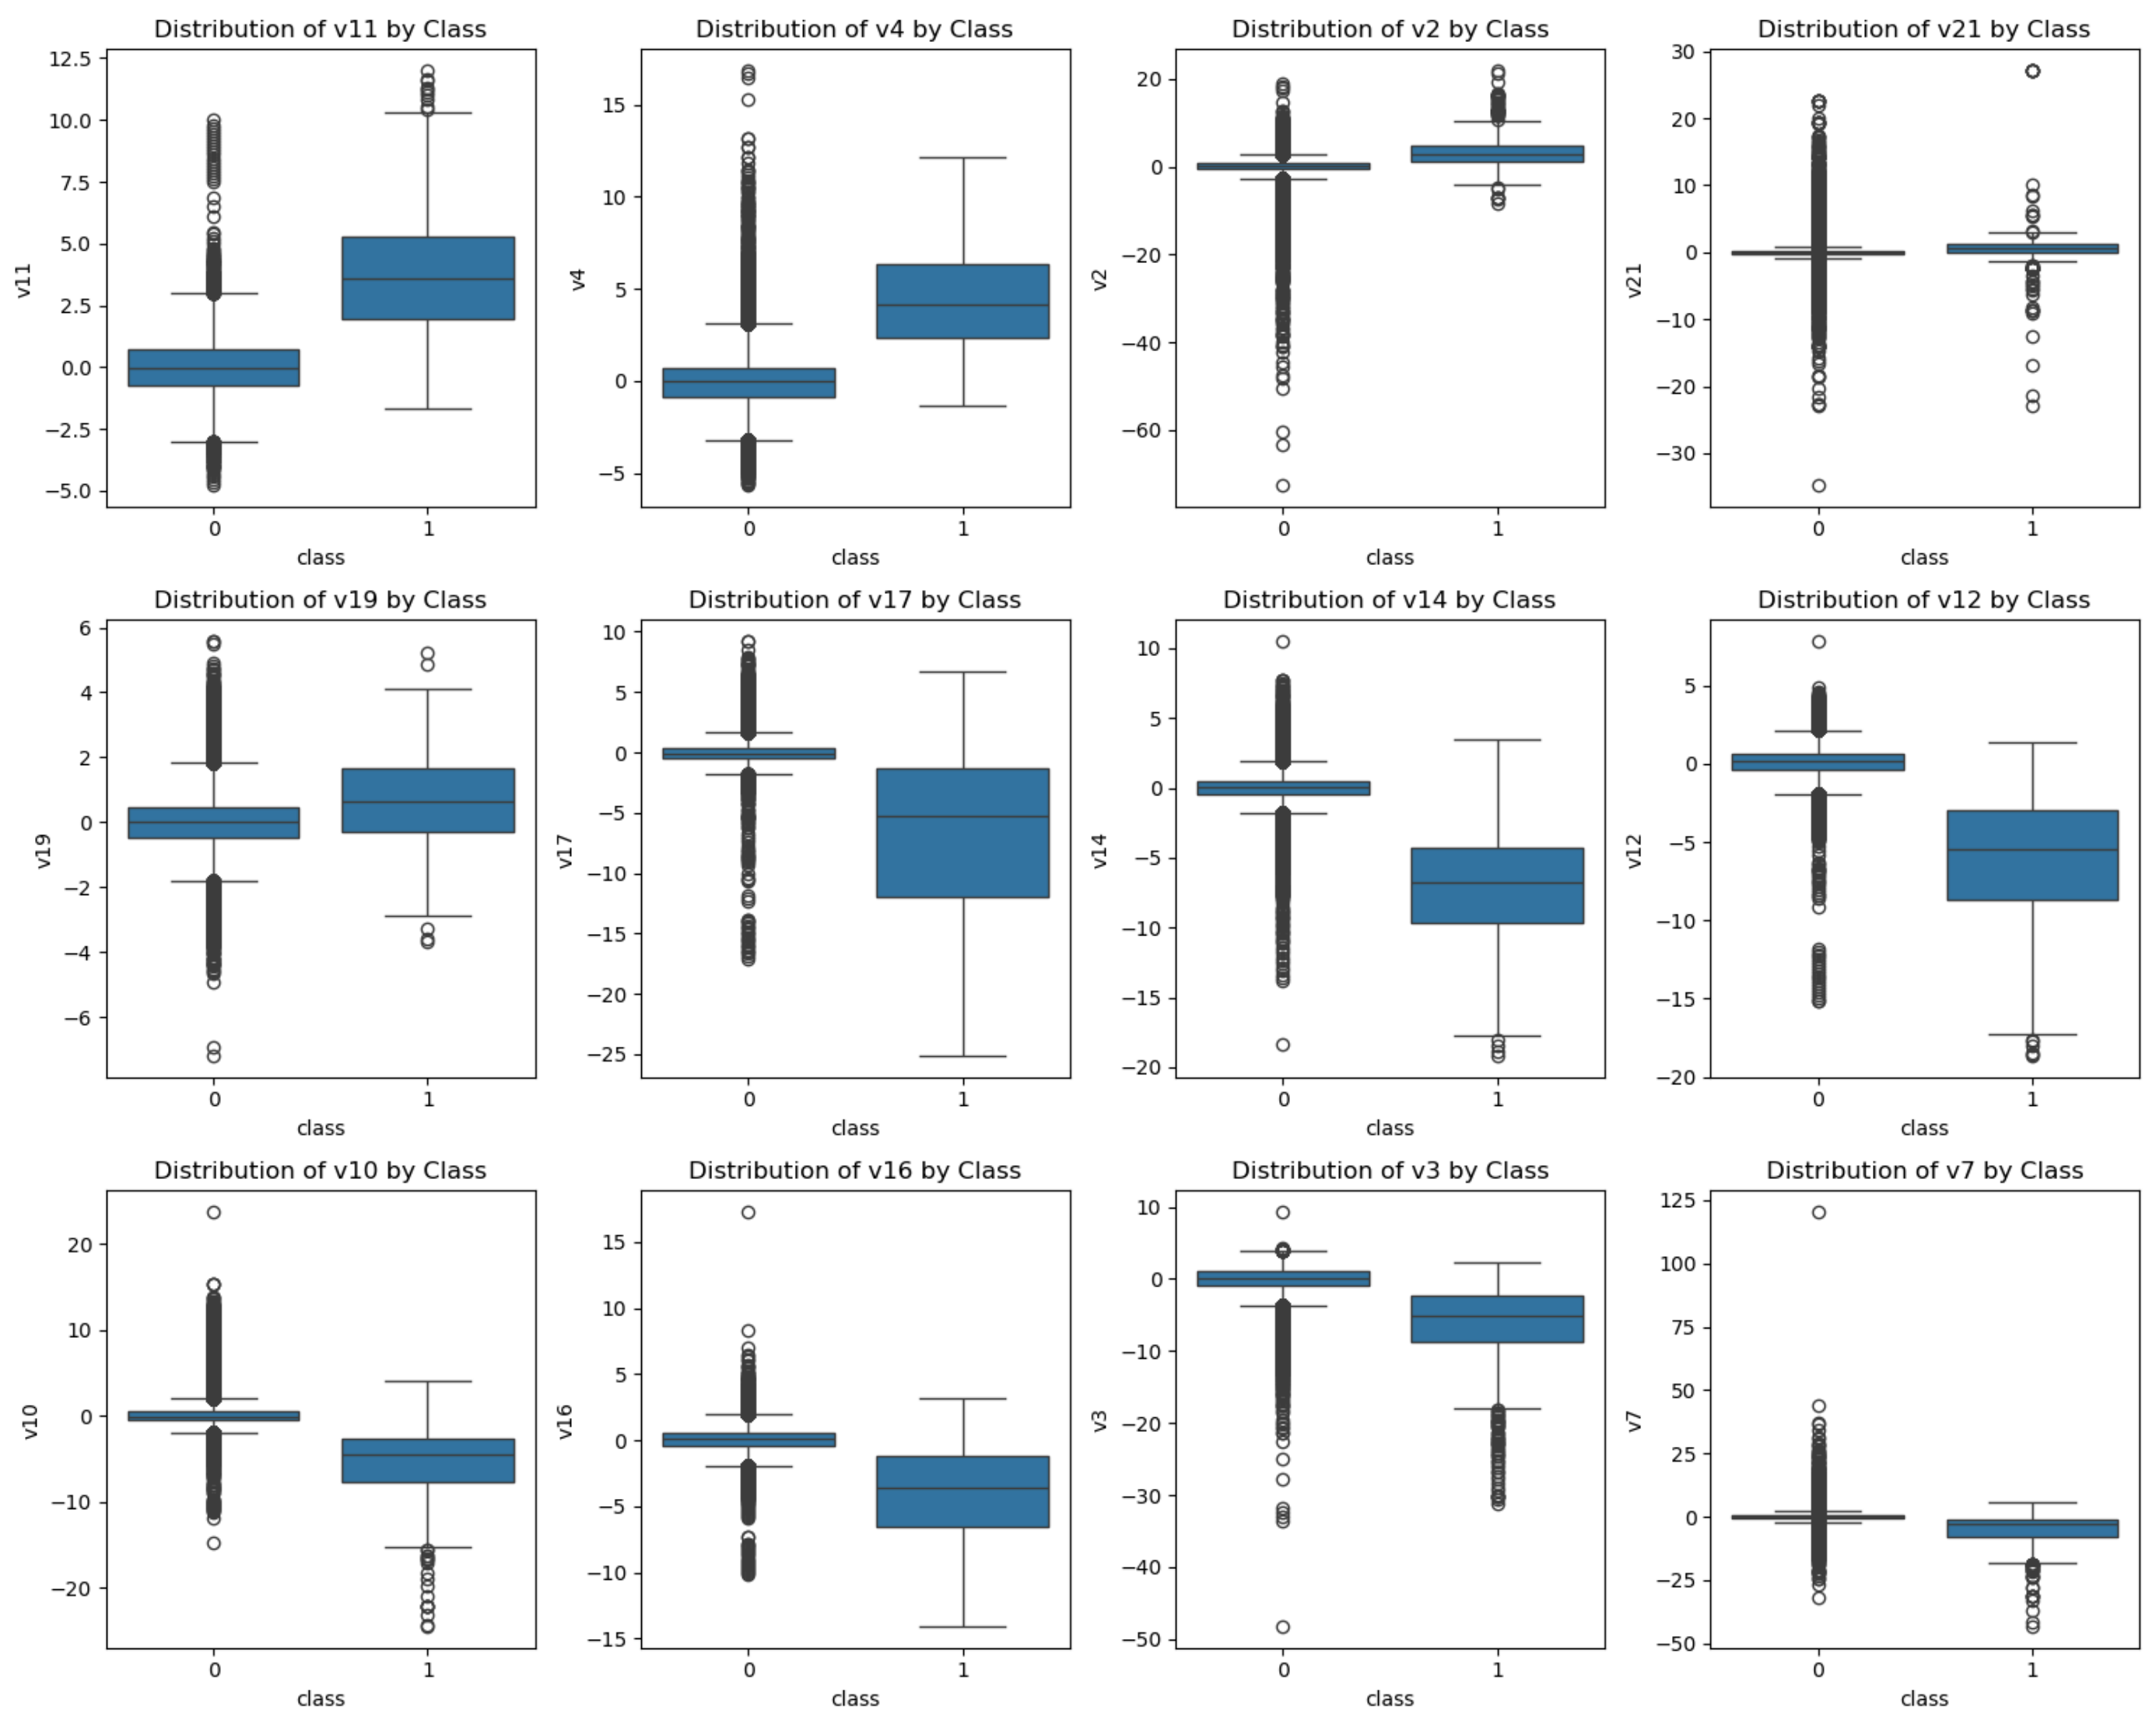 Distribution of v11 by Class
12.5
10.0
7.5
5.0
2.5
0.0
−2.5
−5.0
v11
0
1
class
Distribution of v4 by Class
15
10
5
0
−5
v4
0
1
class
Distribution of v2 by Class
20
0
−20
−40
−60
v2
0
1
class
Distribution of v21 by Class
30
20
10
0
−10
−20
−30
v21
0
1
class
Distribution of v19 by Class
6
4
2
0
−2
−4
−6
v19
0
1
class
Distribution of v17 by Class
10
5
0
−5
−10
−15
−20
−25
v17
0
1
class
Distribution of v14 by Class
10
5
0
−5
−10
−15
−20
v14
0
1
class
Distribution of v12 by Class
5
0
−5
−10
−15
−20
v12
0
1
class
Distribution of v10 by Class
20
10
0
−10
−20
v10
0
1
class
Distribution of v16 by Class
15
10
5
0
−5
−10
−15
v16
0
1
class
Distribution of v3 by Class
10
0
−10
−20
−30
−40
−50
v3
0
1
class
Distribution of v7 by Class
125
100
75
50
25
0
−25
−50
v7
0
1
class